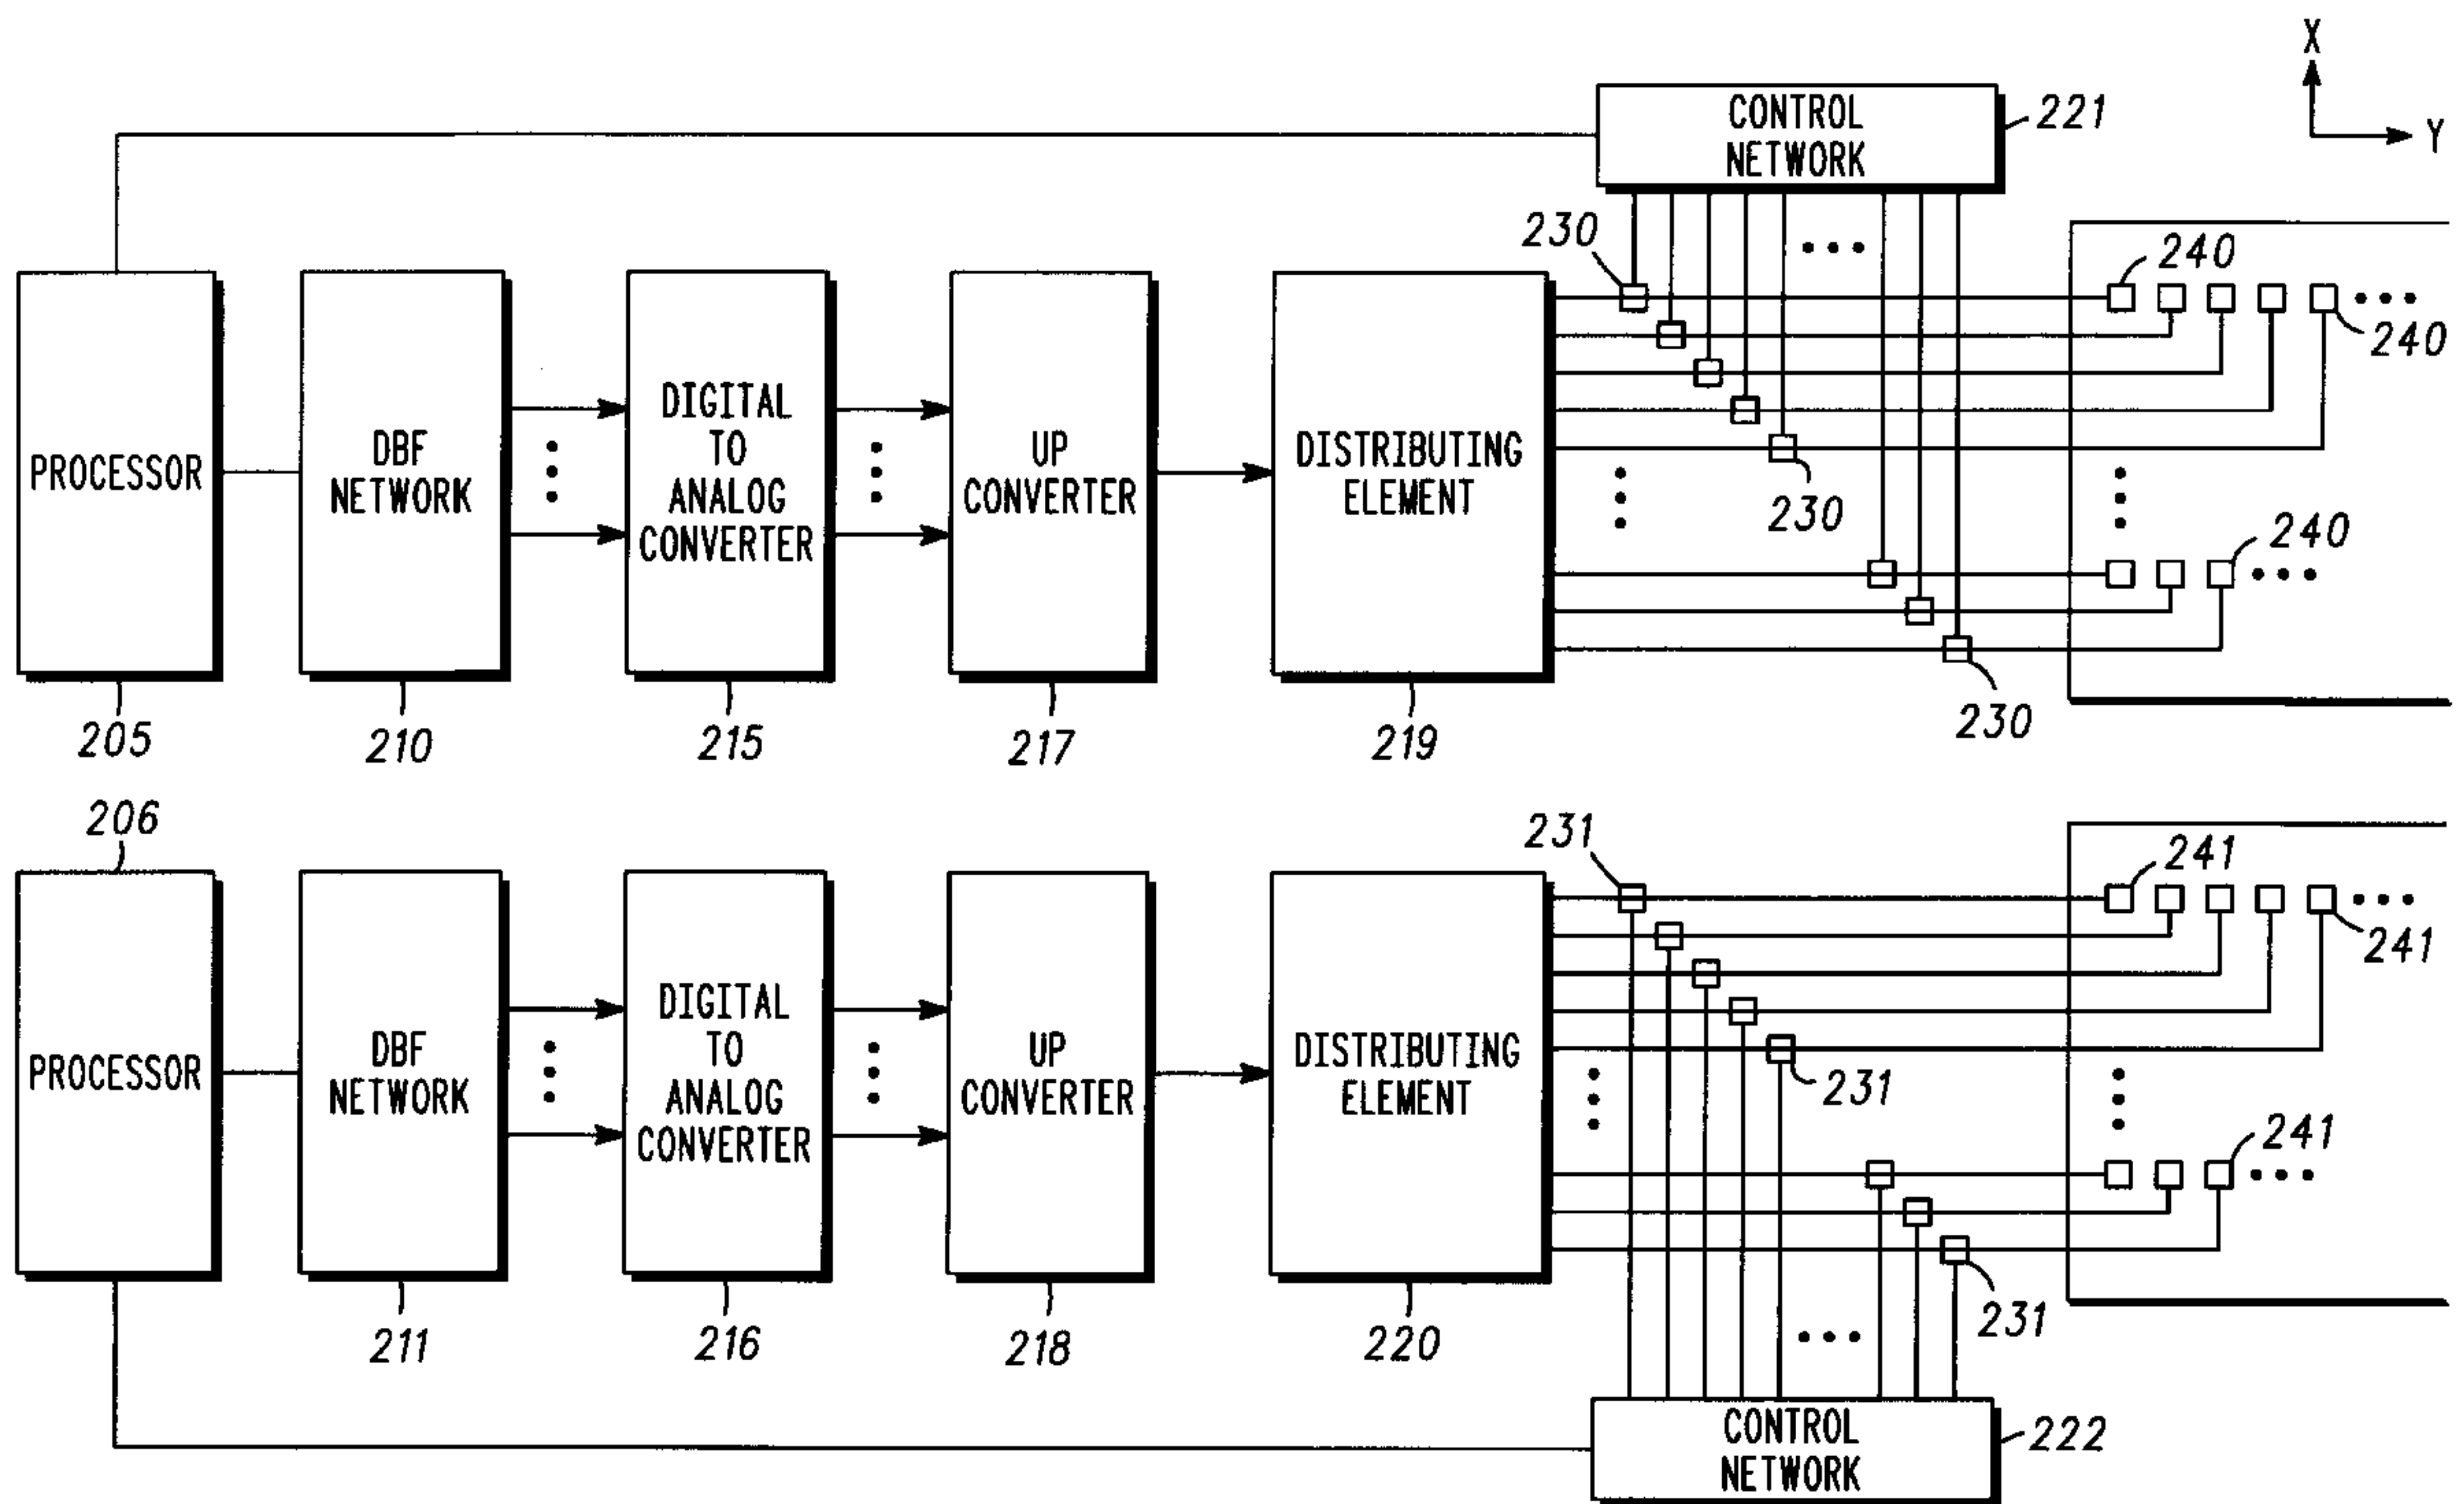 X
Y
CONTROL
NETWORK
221
230
240
240
PROCESSOR
DBF
NETWORK
DIGITAL
TO
ANALOG
CONVERTER
UP
CONVERTER
DISTRIBUTING
ELEMENT
230
240
230
205
210
215
217
219
206
231
241
241
PROCESSOR
DBF
NETWORK
DIGITAL
TO
ANALOG
CONVERTER
UP
CONVERTER
DISTRIBUTING
ELEMENT
231
241
231
211
216
218
220
CONTROL
NETWORK
222